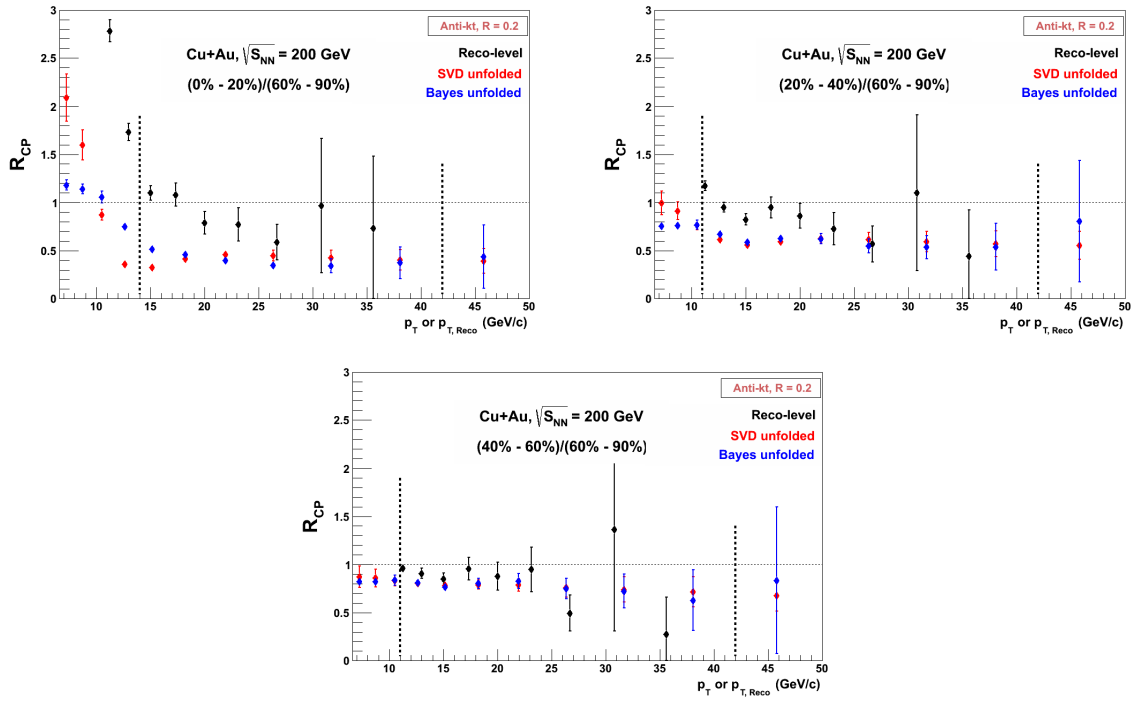 3
2.5
2
1.5
1
0.5
0
R_CP
Anti-kt, R = 0.2
Cu+Au, √S_NN = 200 GeV
(0% - 20%)/(60% - 90%)
Reco-level
SVD unfolded
Bayes unfolded
10 15 20 25 30 35 40 45 50
p_T or p_T, Reco (GeV/c)
3
2.5
2
1.5
1
0.5
0
R_CP
Anti-kt, R = 0.2
Cu+Au, √S_NN = 200 GeV
(20% - 40%)/(60% - 90%)
Reco-level
SVD unfolded
Bayes unfolded
10 15 20 25 30 35 40 45 50
p_T or p_T, Reco (GeV/c)
3
2.5
2
1.5
1
0.5
0
R_CP
Anti-kt, R = 0.2
Cu+Au, √S_NN = 200 GeV
(40% - 60%)/(60% - 90%)
Reco-level
SVD unfolded
Bayes unfolded
10 15 20 25 30 35 40 45 50
p_T or p_T, Reco (GeV/c)